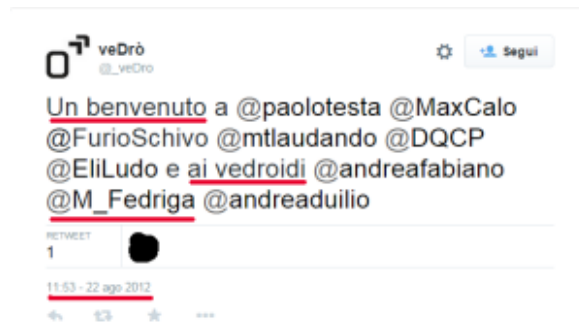 veDrò
@_veDro
Segui
Un benvenuto a @paolotesta @MaxCalo
@FurioSchivo @mtlaudando @DQCP
@EliLudo e ai vedroidi @andreafabiano
@M_Fedriga @andreaduilio
RETWEET
1
11:53 - 22 ago 2012